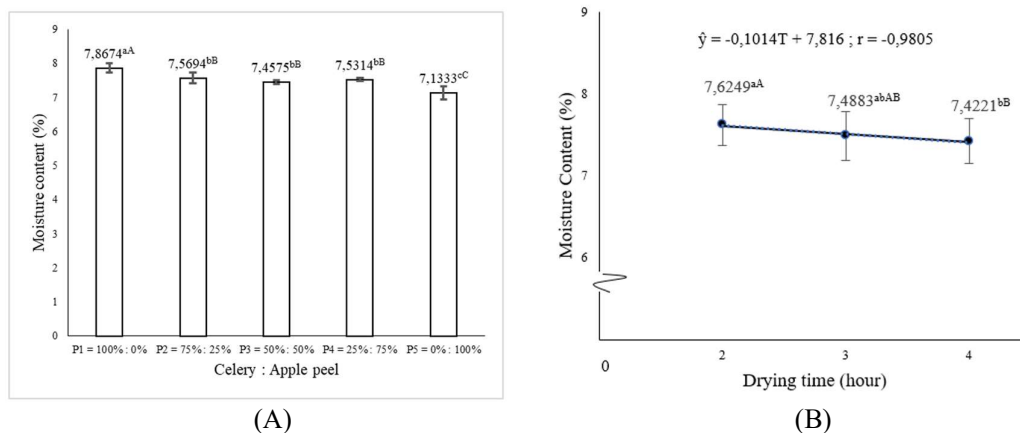 9
8
7
6
5
4
3
2
1
0
Moisture content (%)
7,8674aA
7,5694bB
7,4575bB
7,5314bB
7,1333cC
P1 = 100% : 0% P2 = 75% : 25% P3 = 50% : 50% P4 = 25% : 75% P5 = 0% : 100%
Celery : Apple peel
(A)
9
8
7
6
0
Moisture Content (%)
ŷ = -0,1014T + 7,816 ; r = -0,9805
7,6249aA
7,4883abAB
7,4221bB
2 3 4
Drying time (hour)
(B)